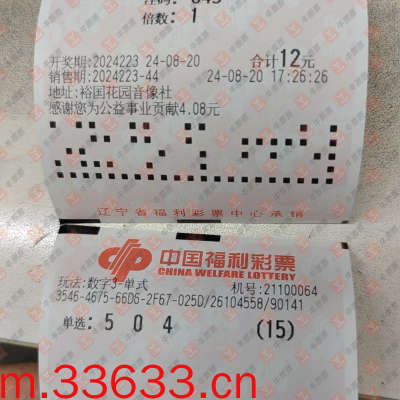 倍数: 1
开奖期:2024223 24-08-20 合计12元
销售期:2024223-44 24-08-20 17:26:26
地址:裕国花园音像社
感谢您为公益事业贡献4.08元
辽宁省福利彩票中心承销
中国福利彩票
CHINA WELFARE LOTTERY
玩法:数字3-单式 机号:21100064
3546-4675-66D6-2F67-025D/26104558/90141
单选: 5 0 4 (15)
m.33633.cn